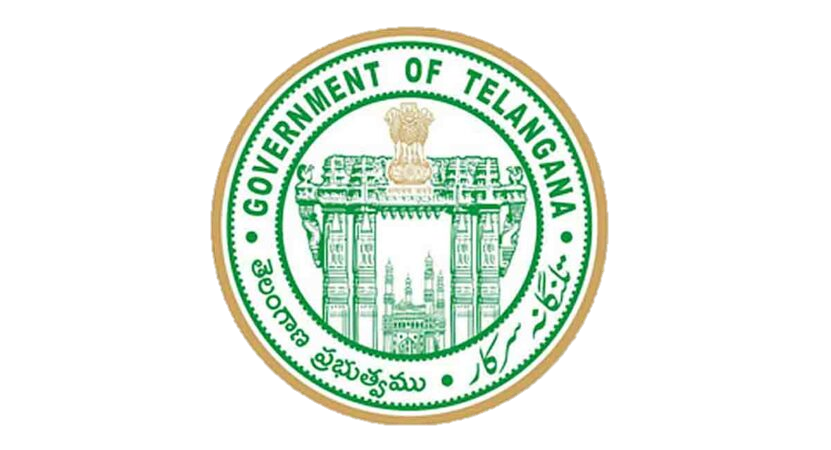 GOVERNMENT OF TELANGANA
తెలంగాణ ప్రభుత్వము
تلنگانہ سرکار